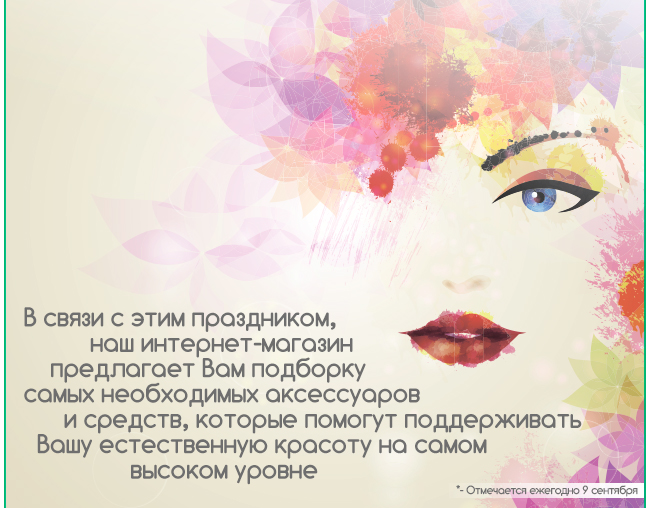 В связи с этим праздником,
наш интернет-магазин
предлагает Вам подборку
самых необходимых аксессуаров
и средств, которые помогут поддерживать
Вашу естественную красоту на самом
высоком уровне
*- Отмечается ежегодно 9 сентября